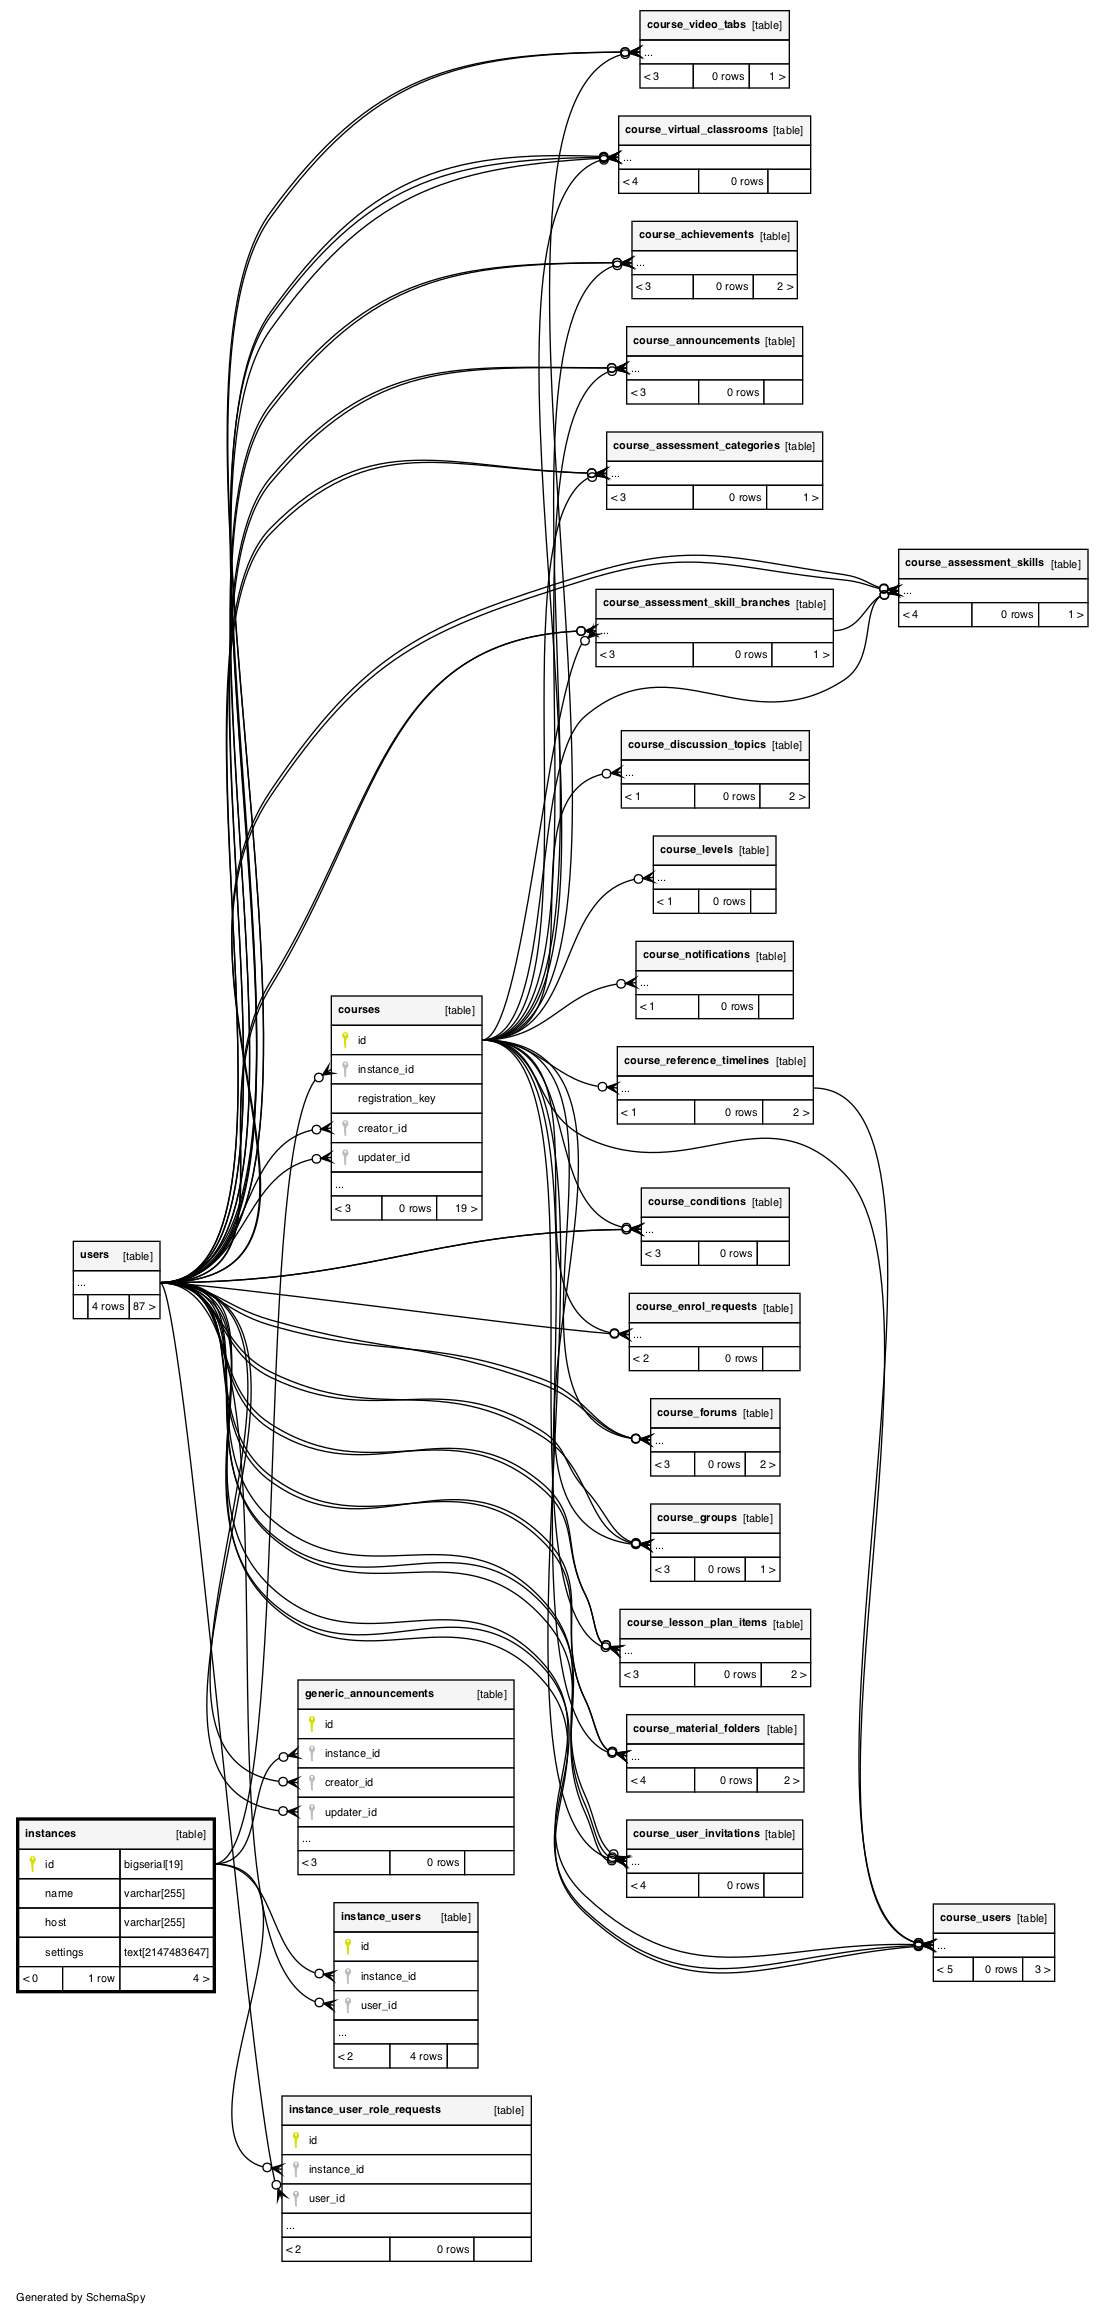 course_video_tabs [table]
...
< 3 0 rows 1 >
course_virtual_classrooms [table]
...
< 4 0 rows
course_achievements [table]
...
< 3 0 rows 2 >
course_announcements [table]
...
< 3 0 rows
course_assessment_categories [table]
...
< 3 0 rows 1 >
course_assessment_skills [table]
...
< 4 0 rows 1 >
course_assessment_skill_branches [table]
...
< 3 0 rows 1 >
course_discussion_topics [table]
...
< 1 0 rows 2 >
course_levels [table]
...
< 1 0 rows
course_notifications [table]
...
< 1 0 rows
courses [table]
id
instance_id
registration_key
creator_id
updater_id
...
< 3 0 rows 19 >
course_reference_timelines [table]
...
< 1 0 rows 2 >
course_conditions [table]
...
< 3 0 rows
users [table]
...
4 rows 87 >
course_enrol_requests [table]
...
< 2 0 rows
course_forums [table]
...
< 3 0 rows 2 >
course_groups [table]
...
< 3 0 rows 1 >
course_lesson_plan_items [table]
...
< 3 0 rows 2 >
generic_announcements [table]
id
instance_id
creator_id
updater_id
...
< 3 0 rows
course_material_folders [table]
...
< 4 0 rows 2 >
course_user_invitations [table]
...
< 4 0 rows
instances [table]
id bigserial[19]
name varchar[255]
host varchar[255]
settings text[2147483647]
< 0 1 row 4 >
instance_users [table]
id
instance_id
user_id
...
< 2 4 rows
course_users [table]
...
< 5 0 rows 3 >
instance_user_role_requests [table]
id
instance_id
user_id
...
< 2 0 rows
Generated by SchemaSpy